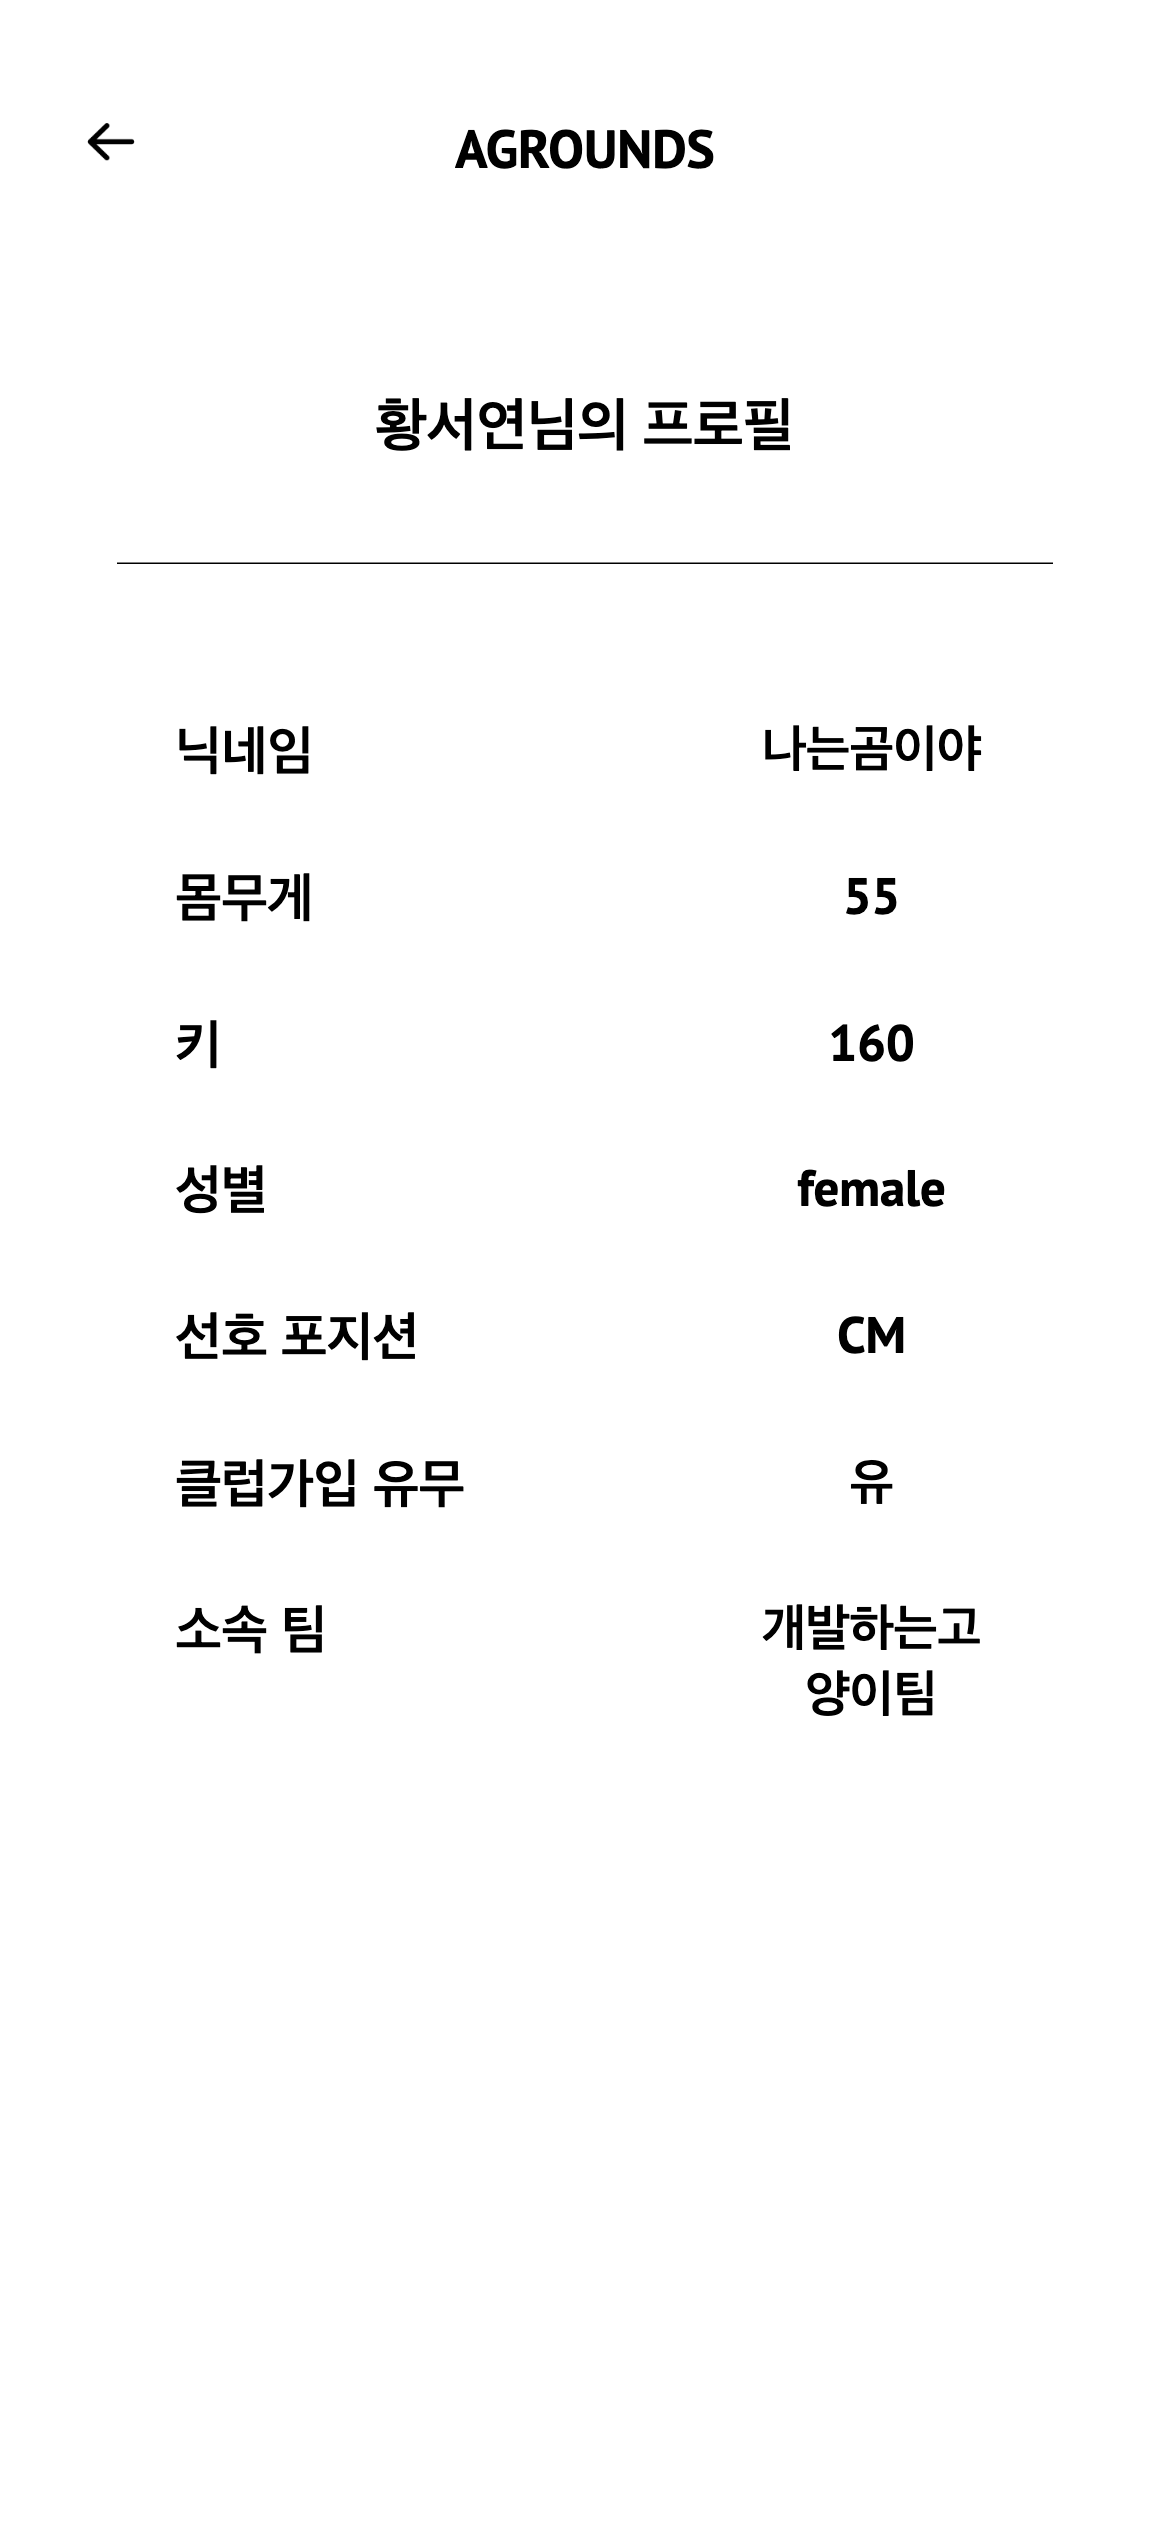 AGROUNDS
황서연님의 프로필
닉네임 나는곰이야
몸무게 55
키 160
성별 female
선호 포지션 CM
클럽가입 유무 유
소속 팀 개발하는고
양이팀